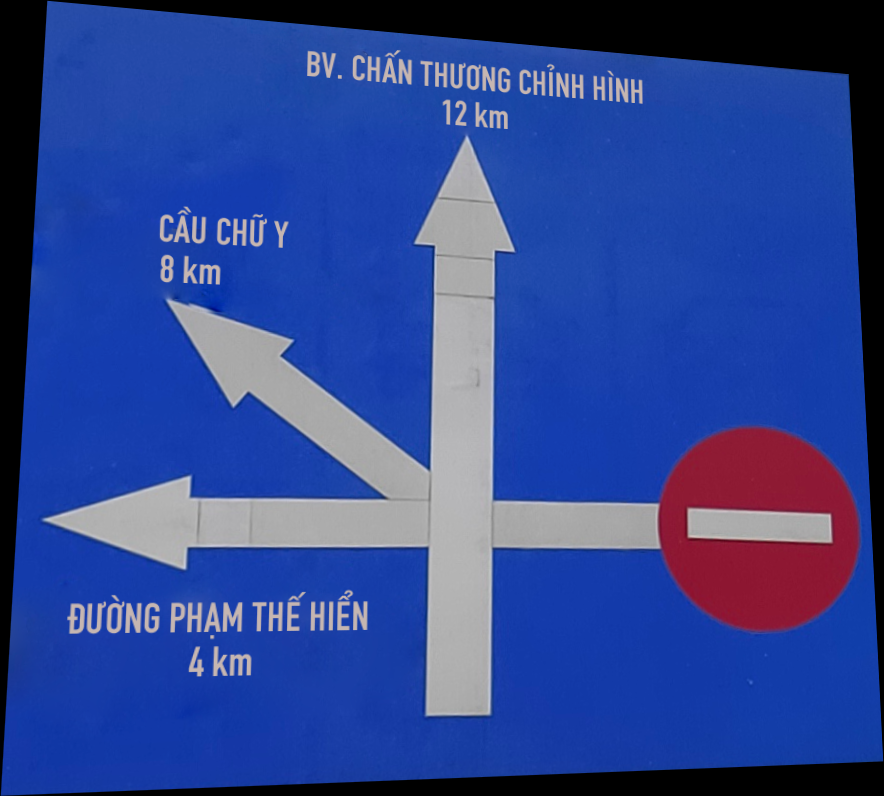 BV. CHẤN THƯƠNG CHỈNH HÌNH
12 km
CẦU CHỮ Y
8 km
ĐƯỜNG PHẠM THẾ HIỂN
4 km